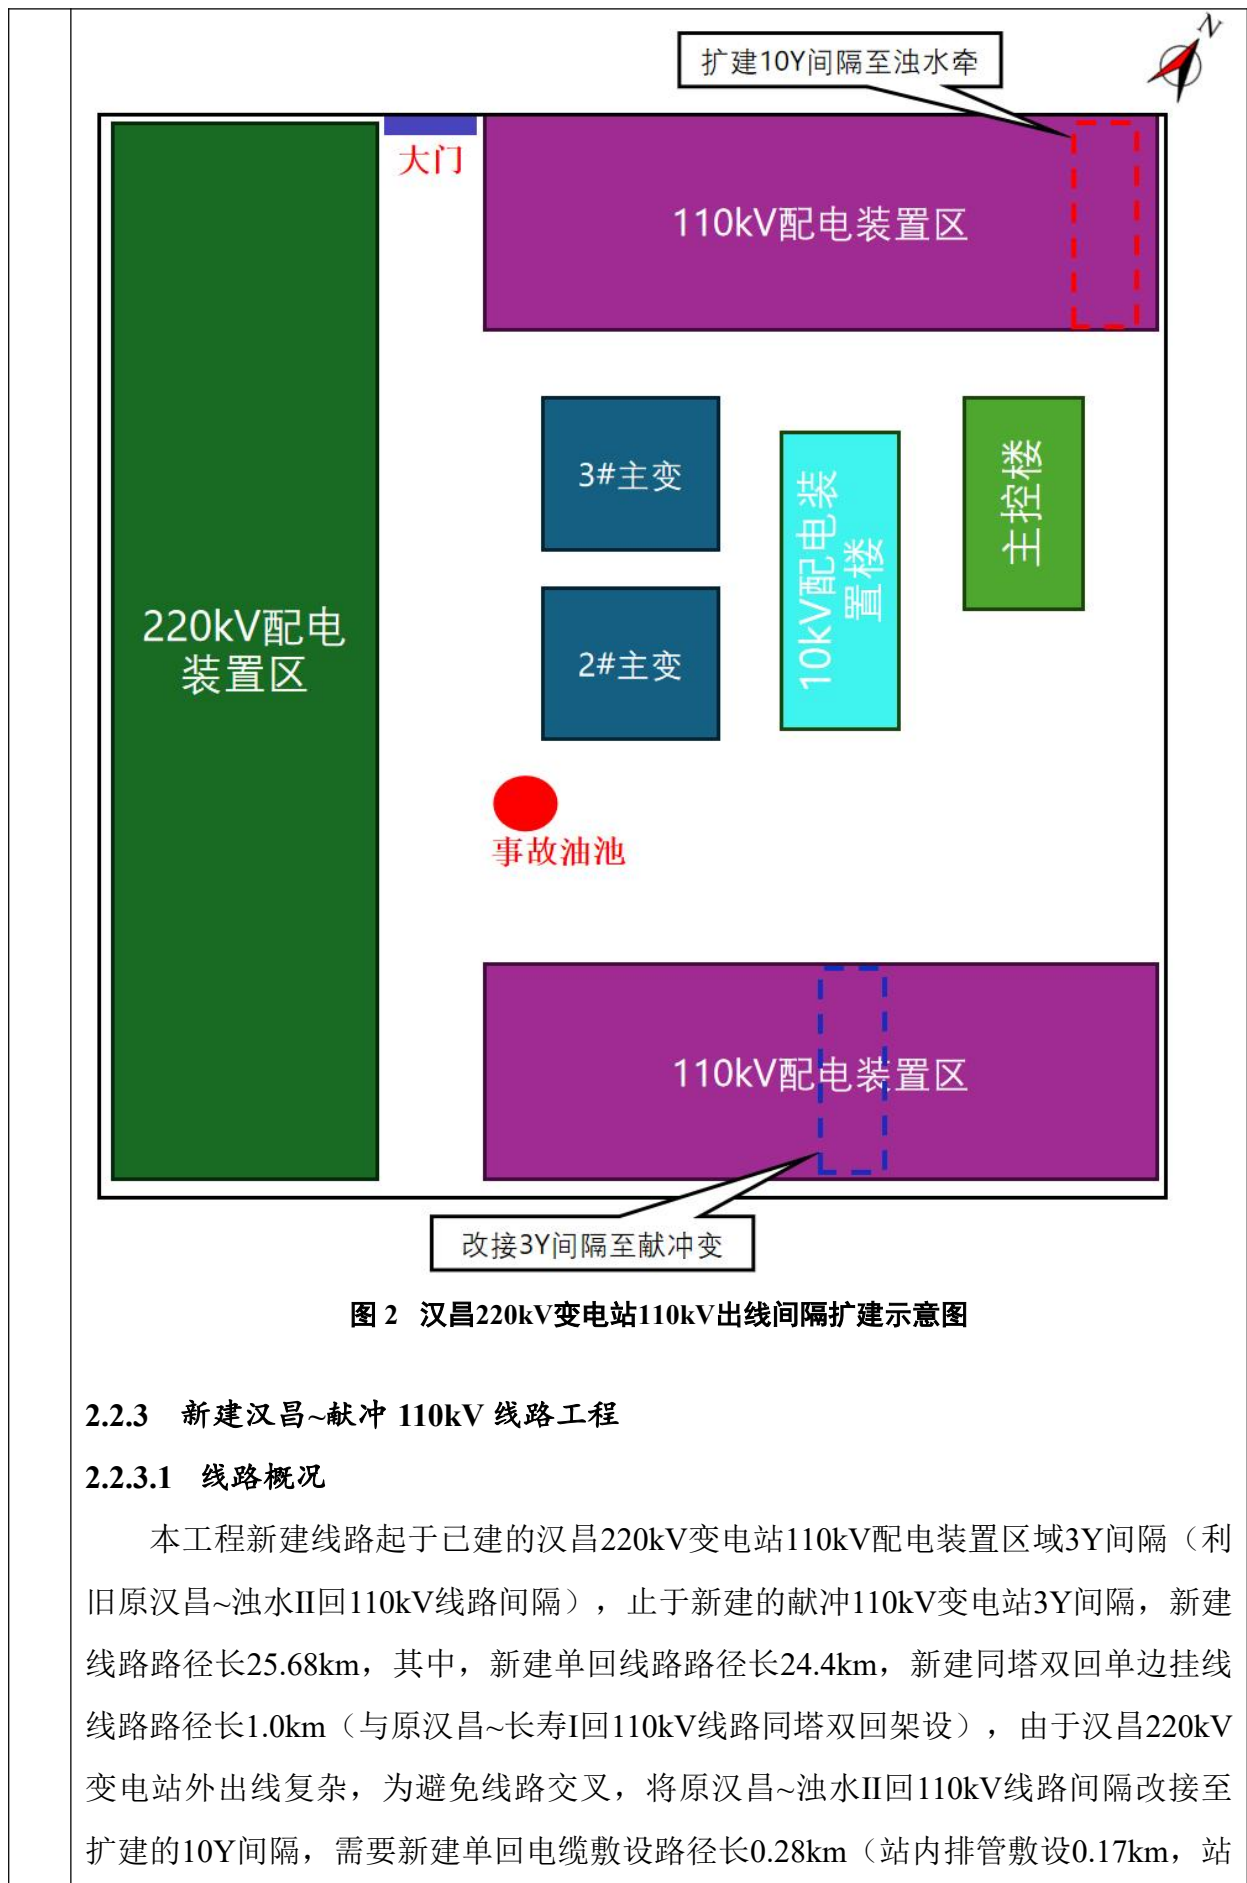 N
扩建10Y间隔至浊水牵
大门
110kV配电装置区
3#主变
10kV配电装
置楼
主控楼
220kV配电
装置区
2#主变
事故油池
110kV配电装置区
改接3Y间隔至献冲变
图 2 汉昌220kV变电站110kV出线间隔扩建示意图
2.2.3 新建汉昌~献冲 110kV 线路工程
2.2.3.1 线路概况
本工程新建线路起于已建的汉昌220kV变电站110kV配电装置区域3Y间隔（利
旧原汉昌~浊水II回110kV线路间隔），止于新建的献冲110kV变电站3Y间隔，新建
线路路径长25.68km，其中，新建单回线路路径长24.4km，新建同塔双回单边挂线
线路路径长1.0km（与原汉昌~长寿I回110kV线路同塔双回架设），由于汉昌220kV
变电站外出线复杂，为避免线路交叉，将原汉昌~浊水II回110kV线路间隔改接至
扩建的10Y间隔，需要新建单回电缆敷设路径长0.28km（站内排管敷设0.17km，站